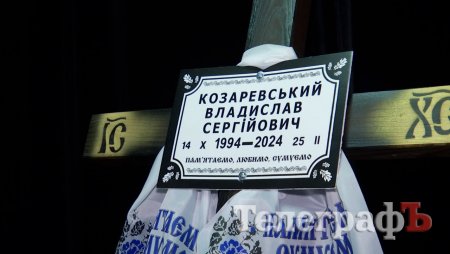 КОЗАРЕВСЬКИЙ
ВЛАДИСЛАВ
СЕРГІЙОВИЧ
14 X 1994—2024 25 II
ПАМ'ЯТАЄМО, ЛЮБИМО, СУМУЄМО
ІС
ХС
ТелеграфЪ